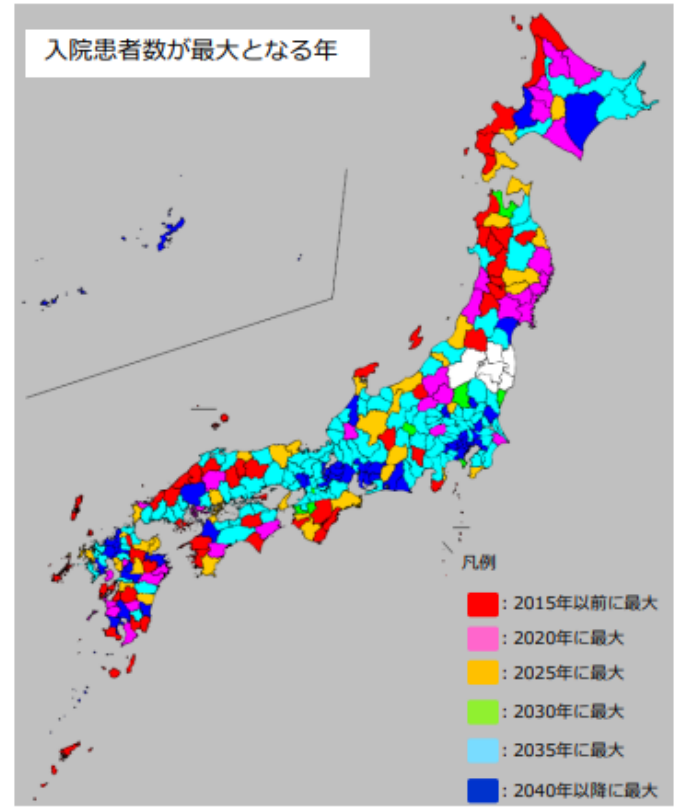 入院患者数が最大となる年
凡例
：2015年以前に最大
：2020年に最大
：2025年に最大
：2030年に最大
：2035年に最大
：2040年以降に最大